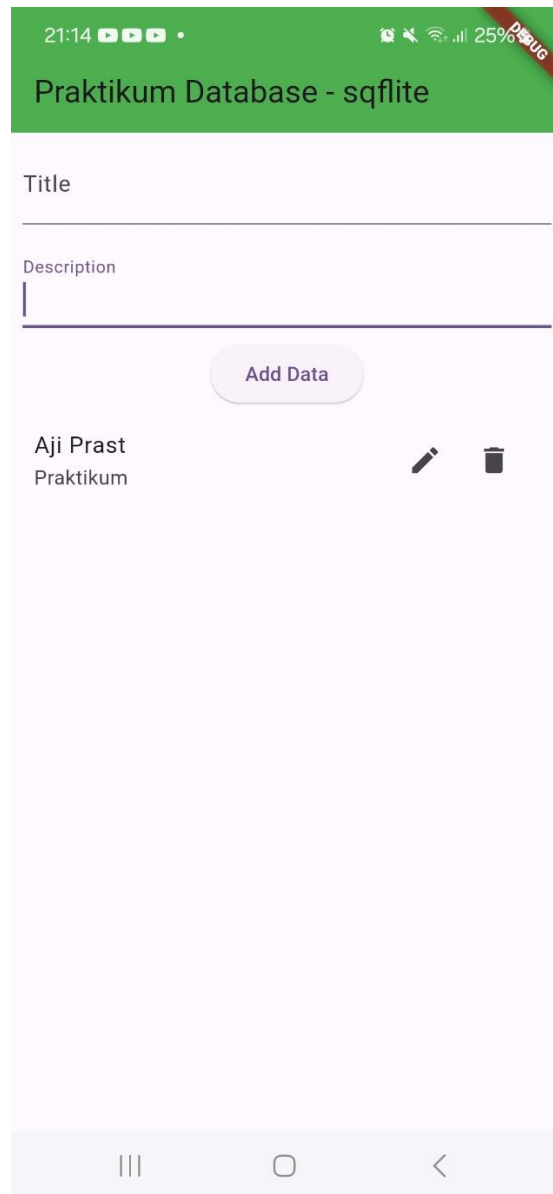 21:14 25%
DEBUG
Praktikum Database - sqflite
Title
Description
Add Data
Aji Prast
Praktikum